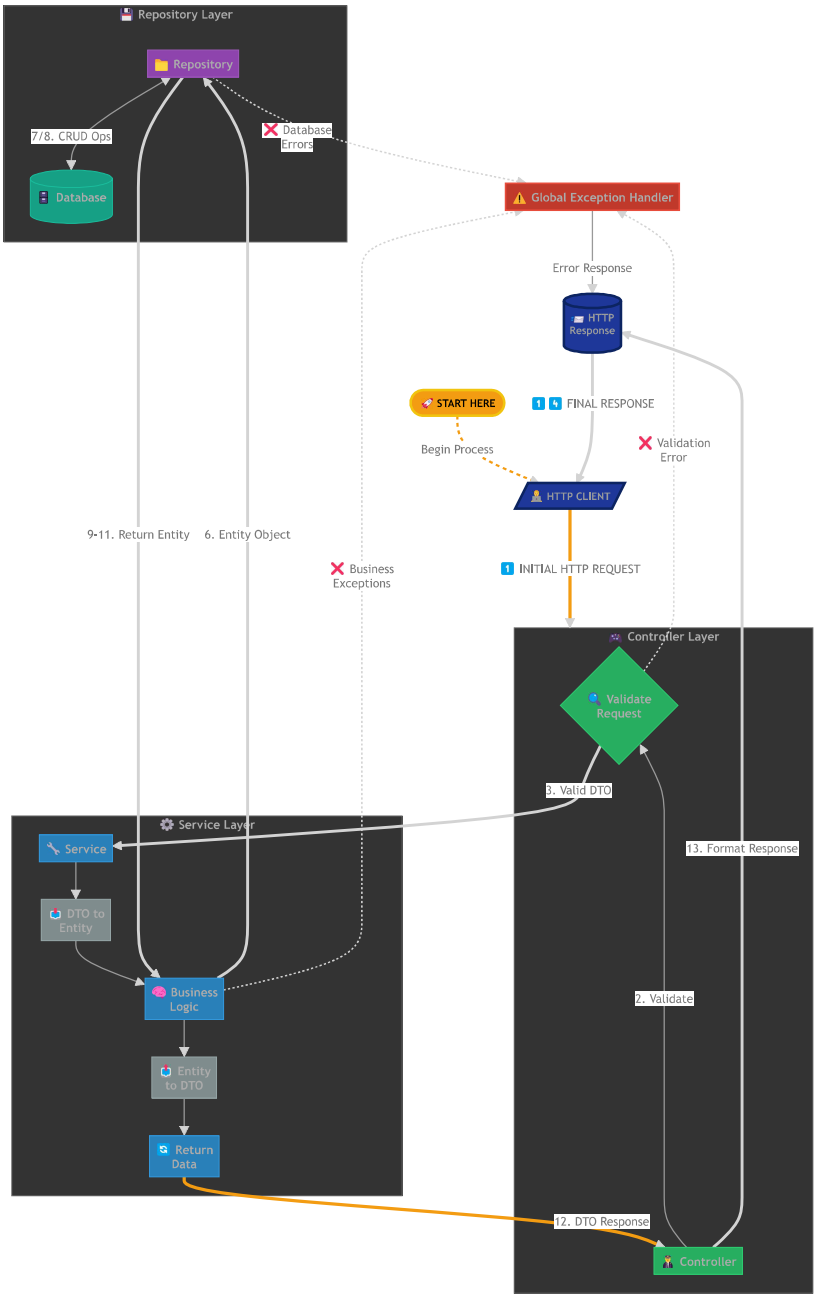 💾 Repository Layer
📁 Repository
7/8. CRUD Ops
❌ Database
Errors
🗄️ Database
⚠️ Global Exception Handler
Error Response
📨 HTTP
Response
🚀 START HERE
1️⃣ 4️⃣ FINAL RESPONSE
Begin Process
❌ Validation
Error
HTTP CLIENT
9-11. Return Entity
6. Entity Object
❌ Business
Exceptions
1️⃣ INITIAL HTTP REQUEST
🎮 Controller Layer
🔍 Validate
Request
3. Valid DTO
⚙️ Service Layer
🔧 Service
13. Format Response
📩 DTO to
Entity
🧠 Business
Logic
2. Validate
📩 Entity
to DTO
🔄 Return
Data
12. DTO Response
Controller